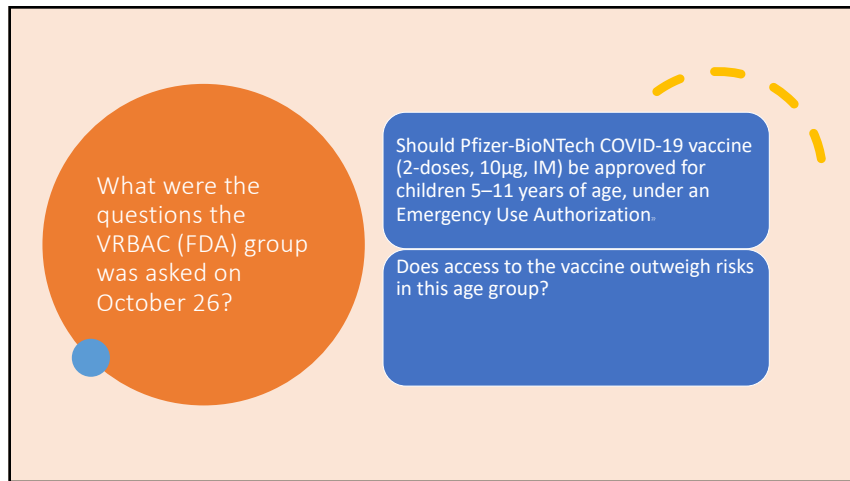 What were the
questions the
VRBAC (FDA) group
was asked on
October 26?
Should Pfizer-BioNTech COVID-19 vaccine
(2-doses, 10µg, IM) be approved for
children 5–11 years of age, under an
Emergency Use Authorization
Does access to the vaccine outweigh risks
in this age group?